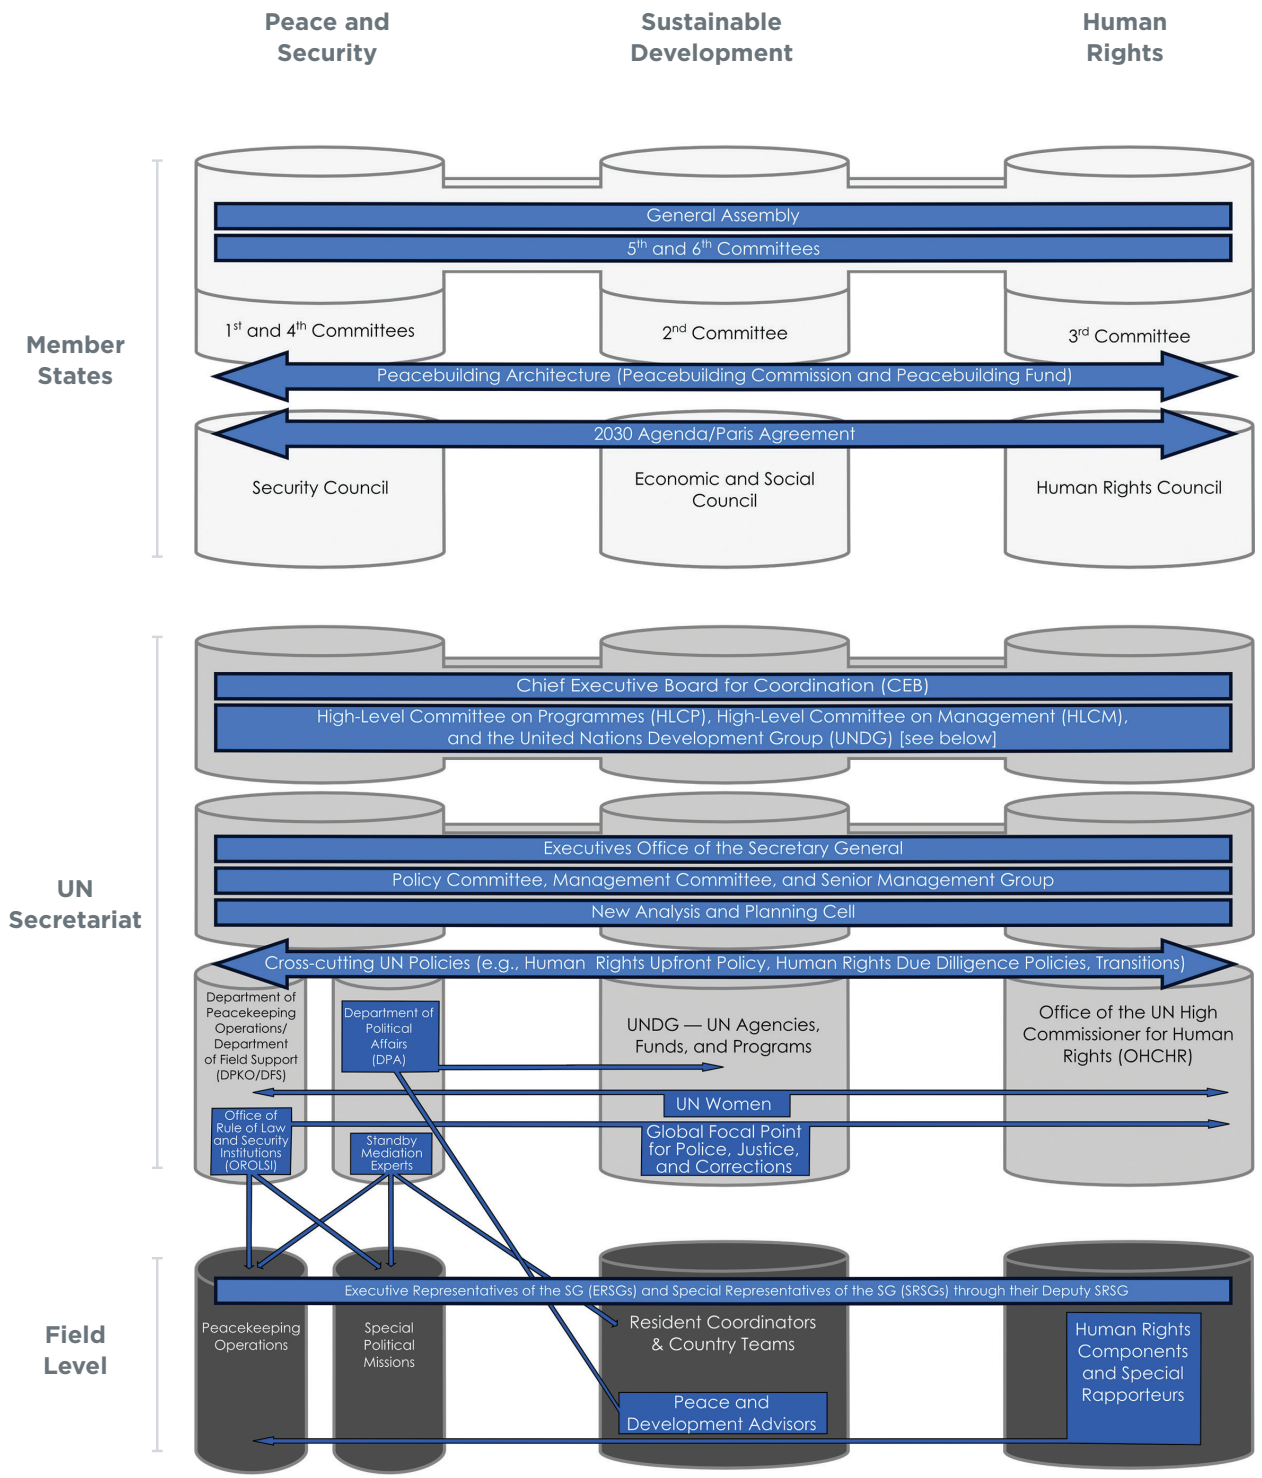 Peace and
Security
Sustainable
Development
Human
Rights
Member
States
General Assembly
5th and 6th Committees
1st and 4th Committees
2nd Committee
3rd Committee
Peacebuilding Architecture (Peacebuilding Commission and Peacebuilding Fund)
2030 Agenda/Paris Agreement
Security Council
Economic and Social
Council
Human Rights Council
UN
Secretariat
Chief Executive Board for Coordination (CEB)
High-Level Committee on Programmes (HLCP), High-Level Committee on Management (HLCM),
and the United Nations Development Group (UNDG) [see below]
Executives Office of the Secretary General
Policy Committee, Management Committee, and Senior Management Group
New Analysis and Planning Cell
Cross-cutting UN Policies (e.g., Human Rights Upfront Policy, Human Rights Due Dilligence Policies, Transitions)
Department of
Peacekeeping
Operations/
Department
of Field Support
(DPKO/DFS)
Department of
Political
Affairs
(DPA)
UNDG — UN Agencies,
Funds, and Programs
Office of the UN High
Commissioner for Human
Rights (OHCHR)
UN Women
Office of
Rule of Law
and Security
Institutions
(OROLSI)
Standby
Mediation
Experts
Global Focal Point
for Police, Justice,
and Corrections
Field
Level
Executive Representatives of the SG (ERSGs) and Special Representatives of the SG (SRSGs) through their Deputy SRSG
Peacekeeping
Operations
Special
Political
Missions
Resident Coordinators
& Country Teams
Peace and
Development Advisors
Human Rights
Components
and Special
Rapporteurs